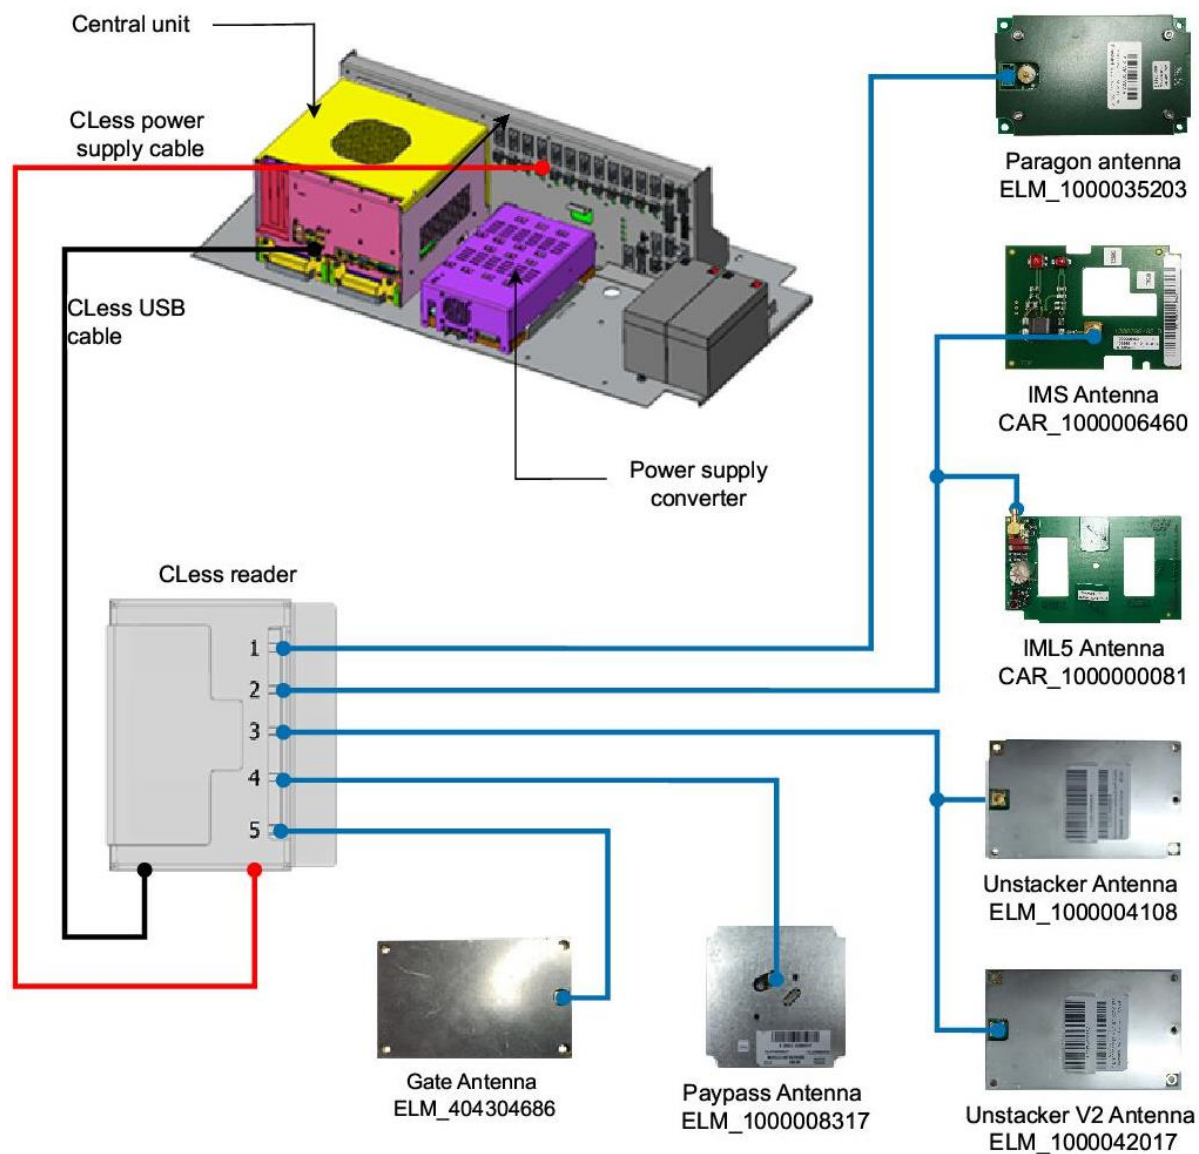 Central unit
CLess power
supply cable
CLess USB
cable
Power supply
converter
Paragon antenna
ELM_1000035203
IMS Antenna
CAR_1000006460
IML5 Antenna
CAR_1000000081
CLess reader
1
2
3
4
5
Unstacker Antenna
ELM_1000004108
Gate Antenna
ELM_404304686
Paypass Antenna
ELM_1000008317
Unstacker V2 Antenna
ELM_1000042017